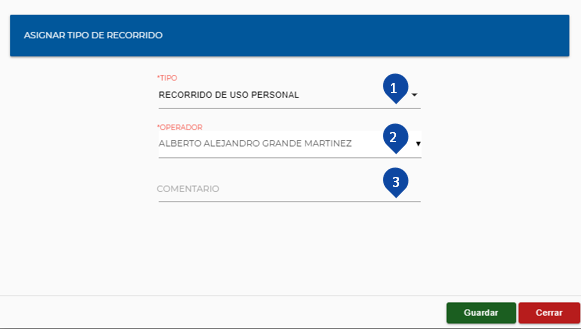 ASIGNAR TIPO DE RECORRIDO
*TIPO
RECORRIDO DE USO PERSONAL
1
*OPERADOR
ALBERTO ALEJANDRO GRANDE MARTINEZ
2
COMENTARIO
3
Guardar
Cerrar